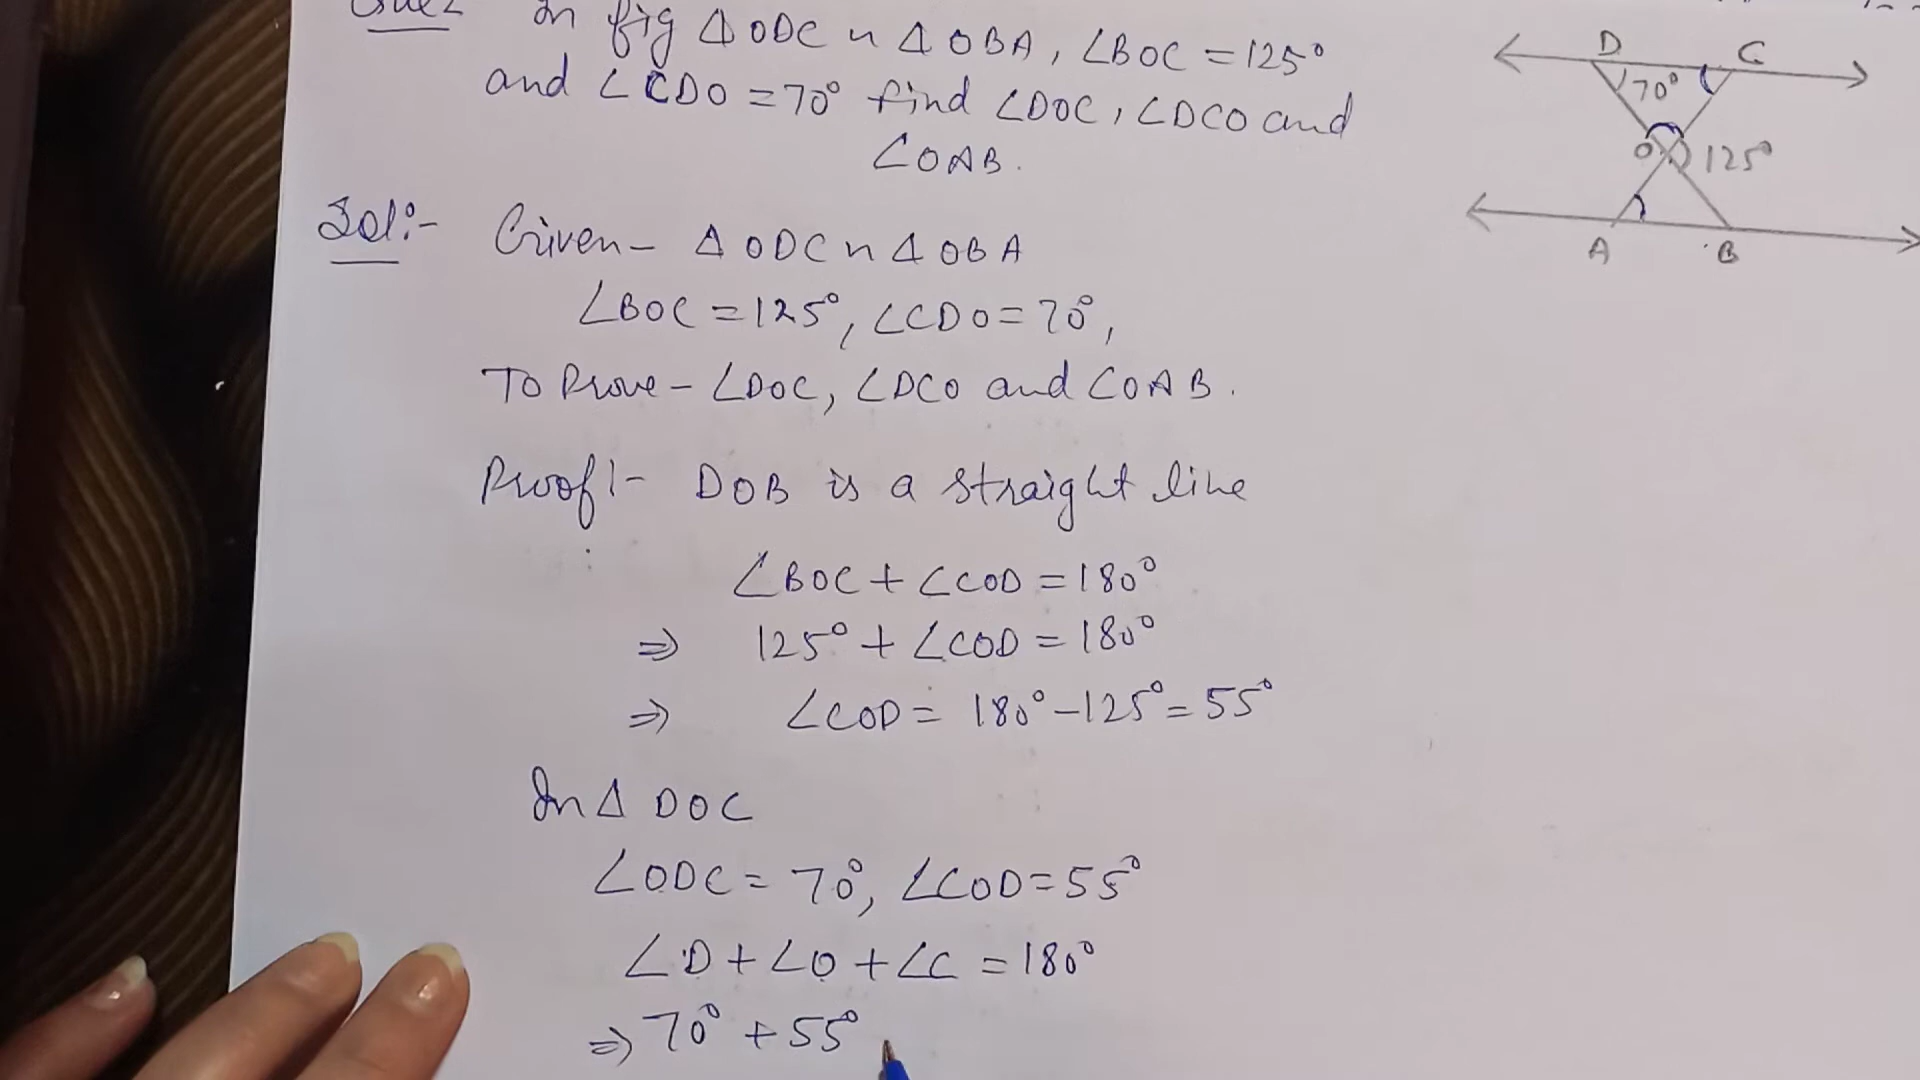 Ques 2 In fig △ODC ~ △OBA, ∠BOC = 125°
and ∠CDO = 70° find ∠DOC, ∠DCO and
∠OAB.
Sol:- Given- △ODC ~ △OBA
∠BOC = 125°, ∠CDO = 70°,
To Prove - ∠DOC, ∠DCO and ∠OAB.
Proof:- DOB is a straight line
∠BOC + ∠COD = 180°
⇒ 125° + ∠COD = 180°
⇒ ∠COD = 180° - 125° = 55°
In △ DOC
∠ODC = 70°, ∠COD = 55°
∠D + ∠O + ∠C = 180°
⇒ 70° + 55°
D C
70°
O 125°
A B